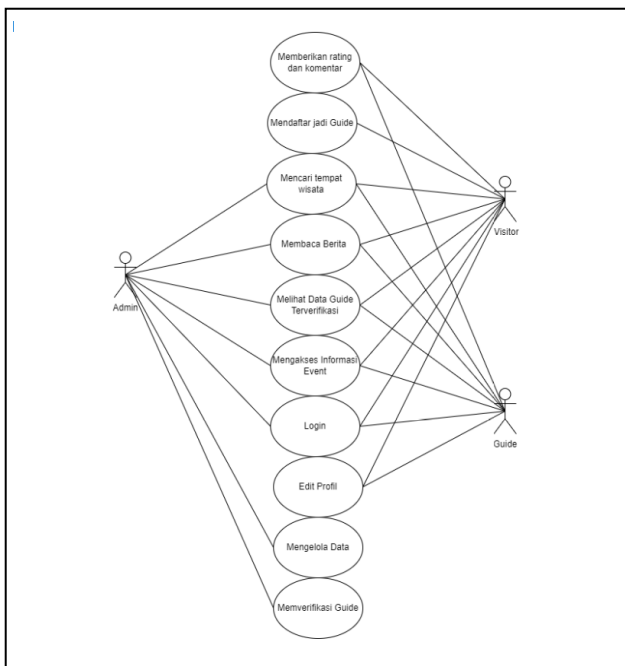 Memberikan rating
dan komentar
Mendaftar jadi Guide
Mencari tempat
wisata
Visitor
Membaca Berita
Admin
Melihat Data Guide
Terverifikasi
Mengakses Informasi
Event
Login
Guide
Edit Profil
Mengelola Data
Memverifikasi Guide